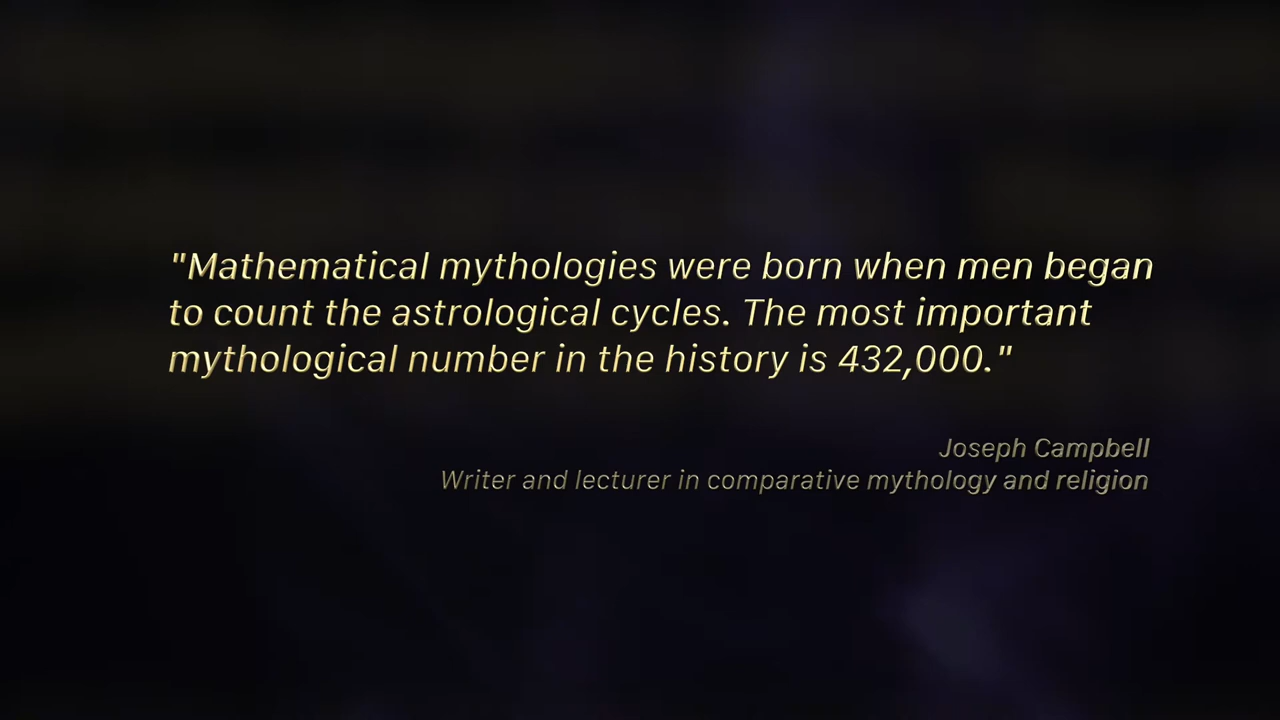 "Mathematical mythologies were born when men began
to count the astrological cycles. The most important
mythological number in the history is 432,000."
Joseph Campbell
Writer and lecturer in comparative mythology and religion